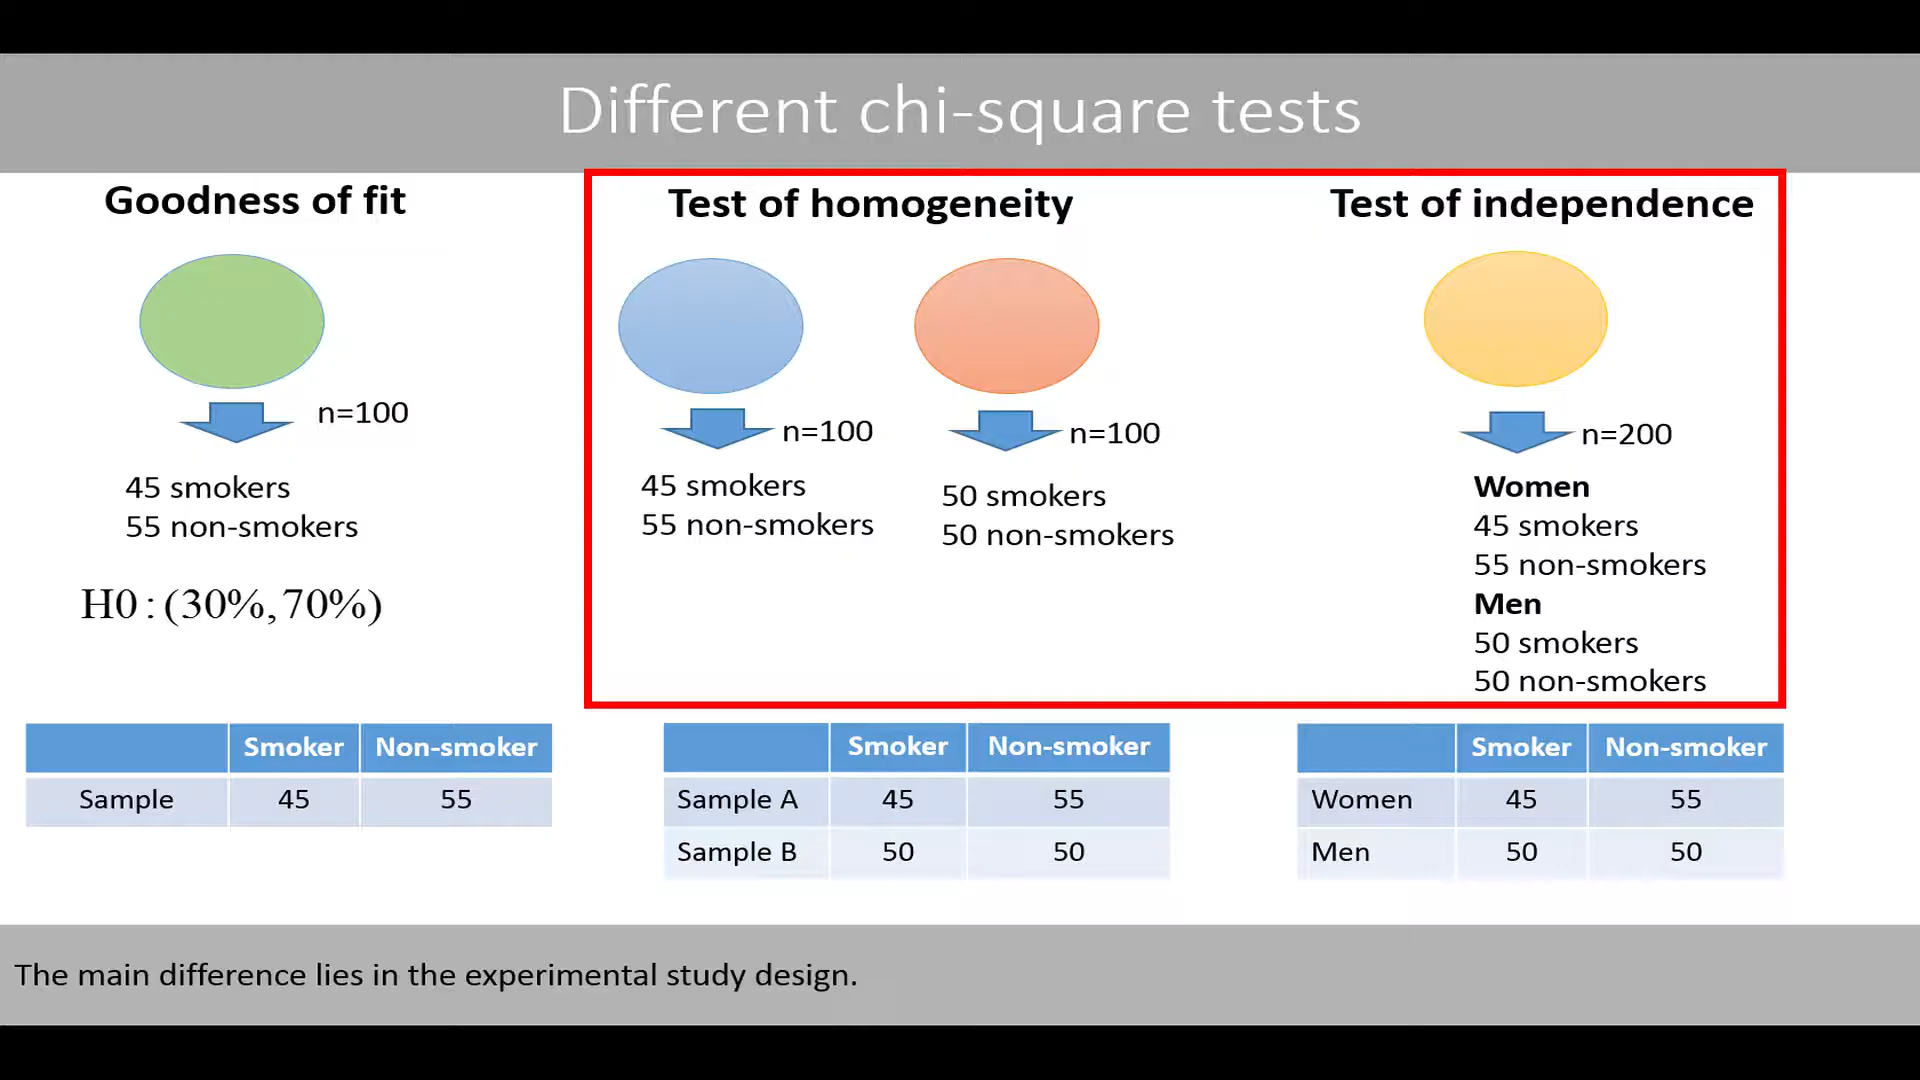 Different chi-square tests
Goodness of fit
n=100
45 smokers
55 non-smokers
H0 : (30%, 70%)
Smoker Non-smoker
Sample 45 55
Test of homogeneity
n=100
45 smokers
55 non-smokers
n=100
50 smokers
50 non-smokers
Smoker Non-smoker
Sample A 45 55
Sample B 50 50
Test of independence
n=200
Women
45 smokers
55 non-smokers
Men
50 smokers
50 non-smokers
Smoker Non-smoker
Women 45 55
Men 50 50
The main difference lies in the experimental study design.